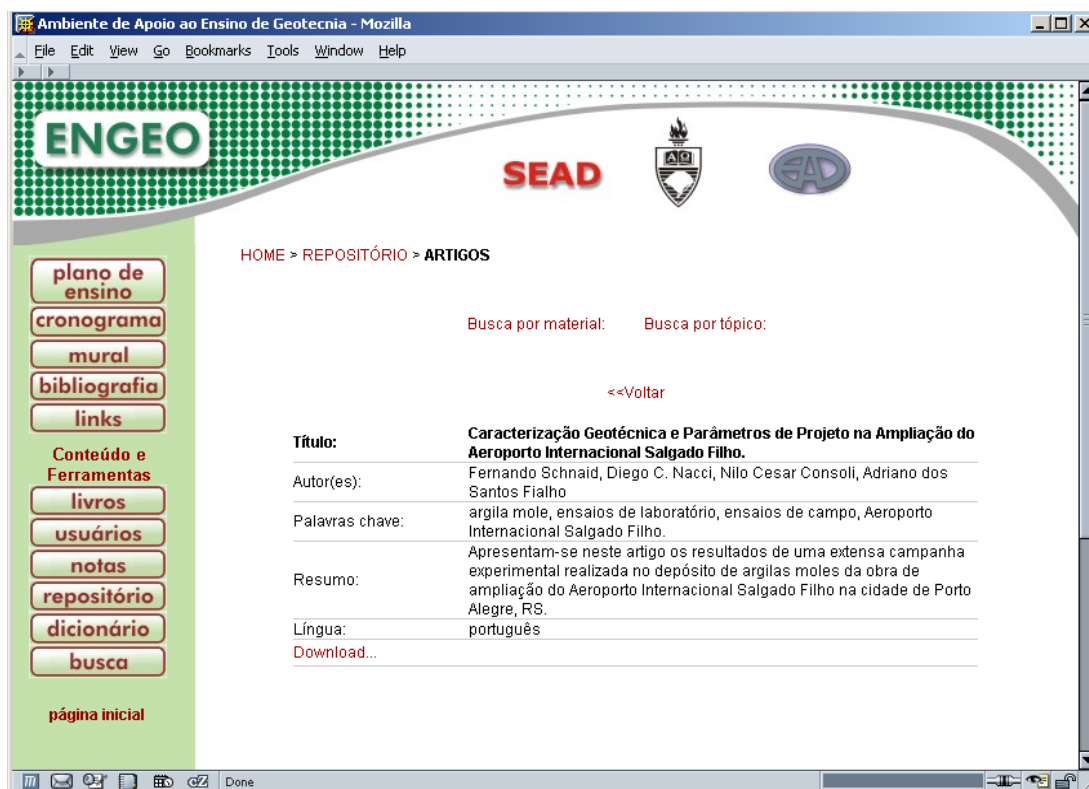 Ambiente de Apoio ao Ensino de Geotecnia - Mozilla
File Edit View Go Bookmarks Tools Window Help
ENGEO
SEAD
ΑΩ
EAD
HOME > REPOSITÓRIO > ARTIGOS
Busca por material: Busca por tópico:
<<Voltar
plano de
ensino
cronograma
mural
bibliografia
links
Conteúdo e
Ferramentas
livros
usuários
notas
repositório
dicionário
busca
página inicial
Título: Caracterização Geotécnica e Parâmetros de Projeto na Ampliação do
Aeroporto Internacional Salgado Filho.
Autor(es): Fernando Schnaid, Diego C. Nacci, Nilo Cesar Consoli, Adriano dos
Santos Fialho
Palavras chave: argila mole, ensaios de laboratório, ensaios de campo, Aeroporto
Internacional Salgado Filho.
Resumo: Apresentam-se neste artigo os resultados de uma extensa campanha
experimental realizada no depósito de argilas moles da obra de
ampliação do Aeroporto Internacional Salgado Filho na cidade de Porto
Alegre, RS.
Língua: português
Download...
Done